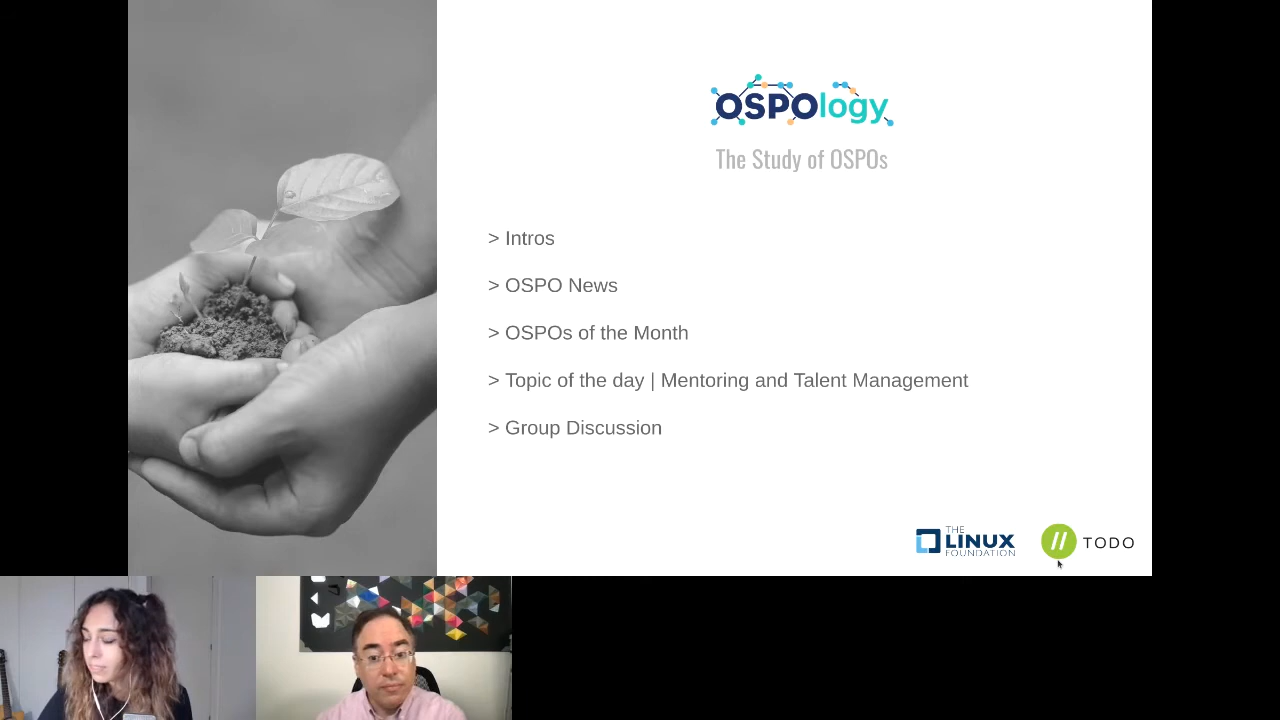 OSPOlogy
The Study of OSPOs
> Intros
> OSPO News
> OSPOs of the Month
> Topic of the day | Mentoring and Talent Management
> Group Discussion
THE
LINUX
FOUNDATION
// TODO